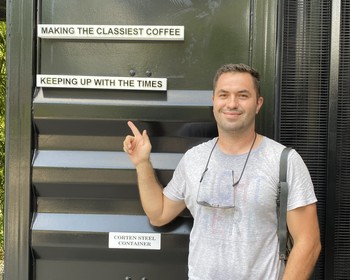 MAKING THE CLASSIEST COFFEE
KEEPING UP WITH THE TIMES
CORTEN STEEL
CONTAINER